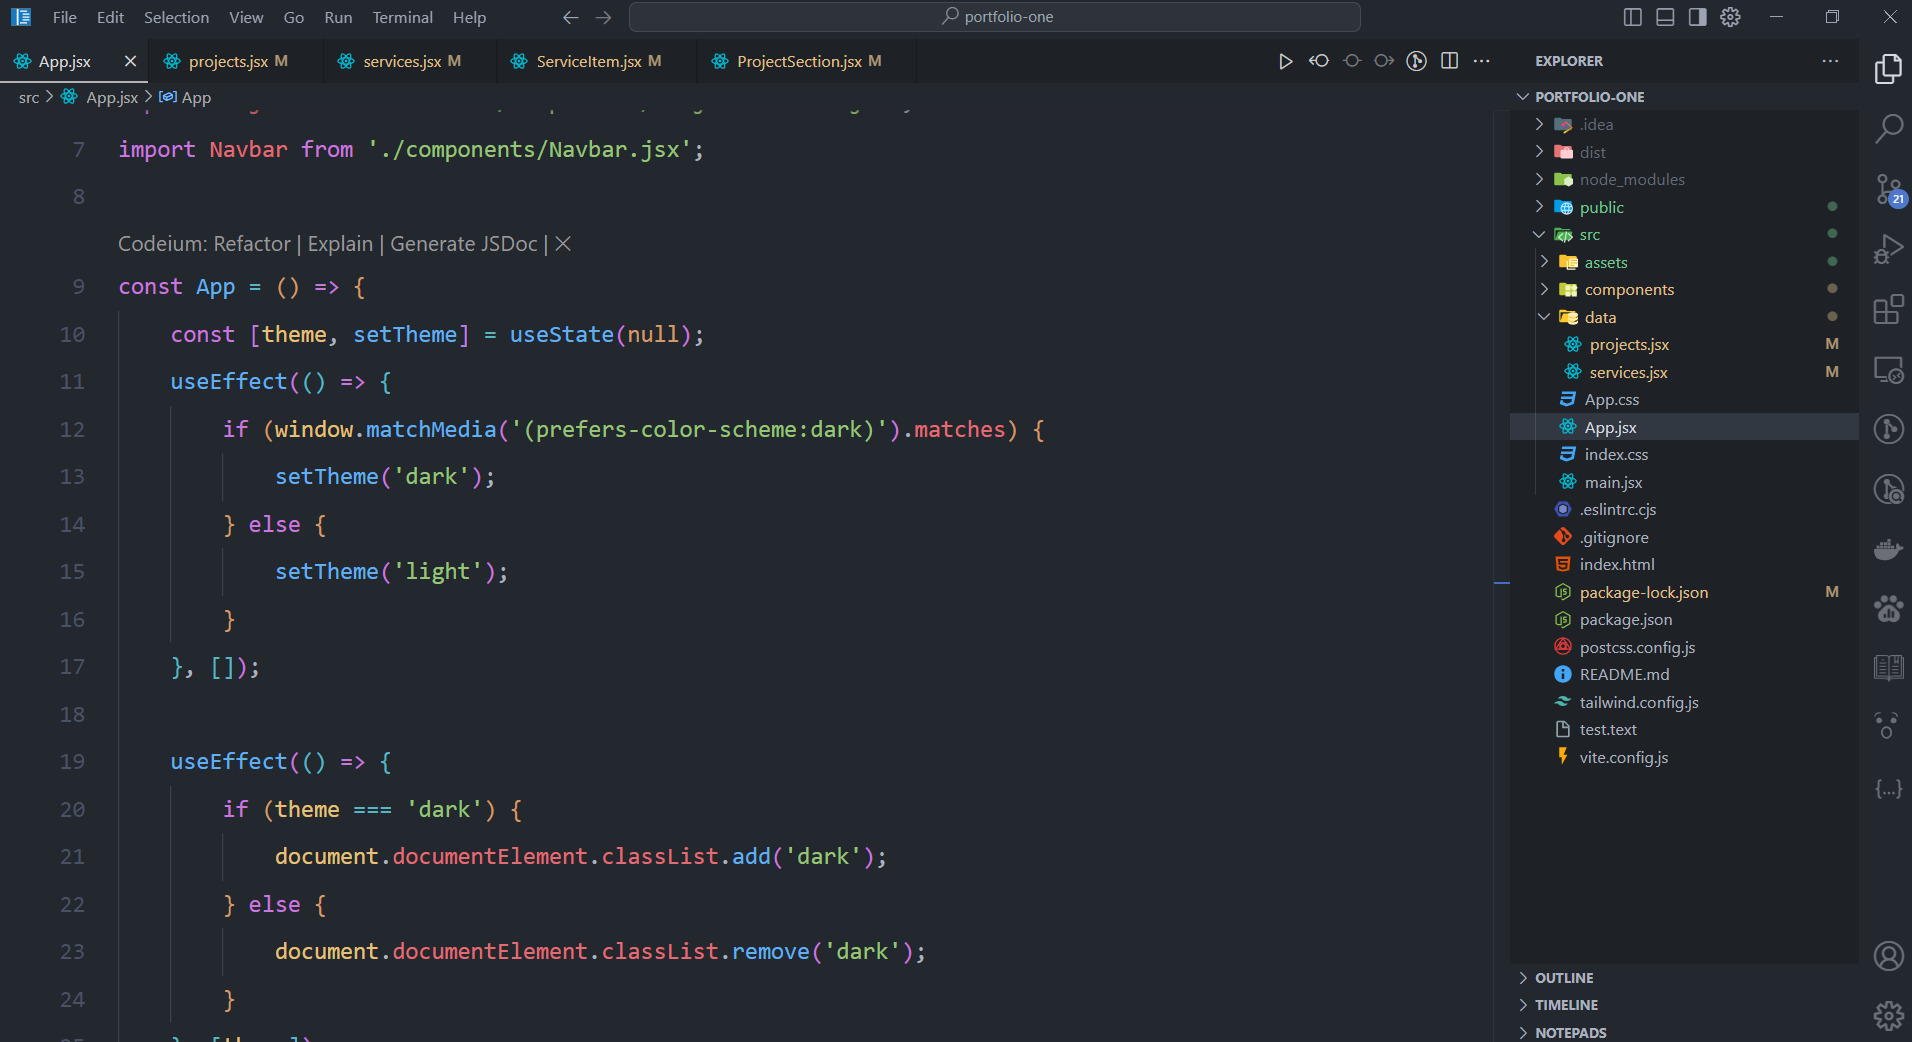 File Edit Selection View Go Run Terminal Help
portfolio-one
App.jsx
projects.jsx M
services.jsx M
ServiceItem.jsx M
ProjectSection.jsx M
src > App.jsx > App
7 import Navbar from './components/Navbar.jsx';
8
Codeium: Refactor | Explain | Generate JSDoc | ×
9 const App = () => {
10 const [theme, setTheme] = useState(null);
11 useEffect(() => {
12 if (window.matchMedia('(prefers-color-scheme:dark)').matches) {
13 setTheme('dark');
14 } else {
15 setTheme('light');
16 }
17 }, []);
18
19 useEffect(() => {
20 if (theme === 'dark') {
21 document.documentElement.classList.add('dark');
22 } else {
23 document.documentElement.classList.remove('dark');
24 }
EXPLORER
PORTFOLIO-ONE
.idea
dist
node_modules
public
src
assets
components
data
projects.jsx M
services.jsx M
App.css
App.jsx
index.css
main.jsx
.eslintrc.cjs
.gitignore
index.html
package-lock.json M
package.json
postcss.config.js
README.md
tailwind.config.js
test.text
vite.config.js
OUTLINE
TIMELINE
NOTEPADS
21